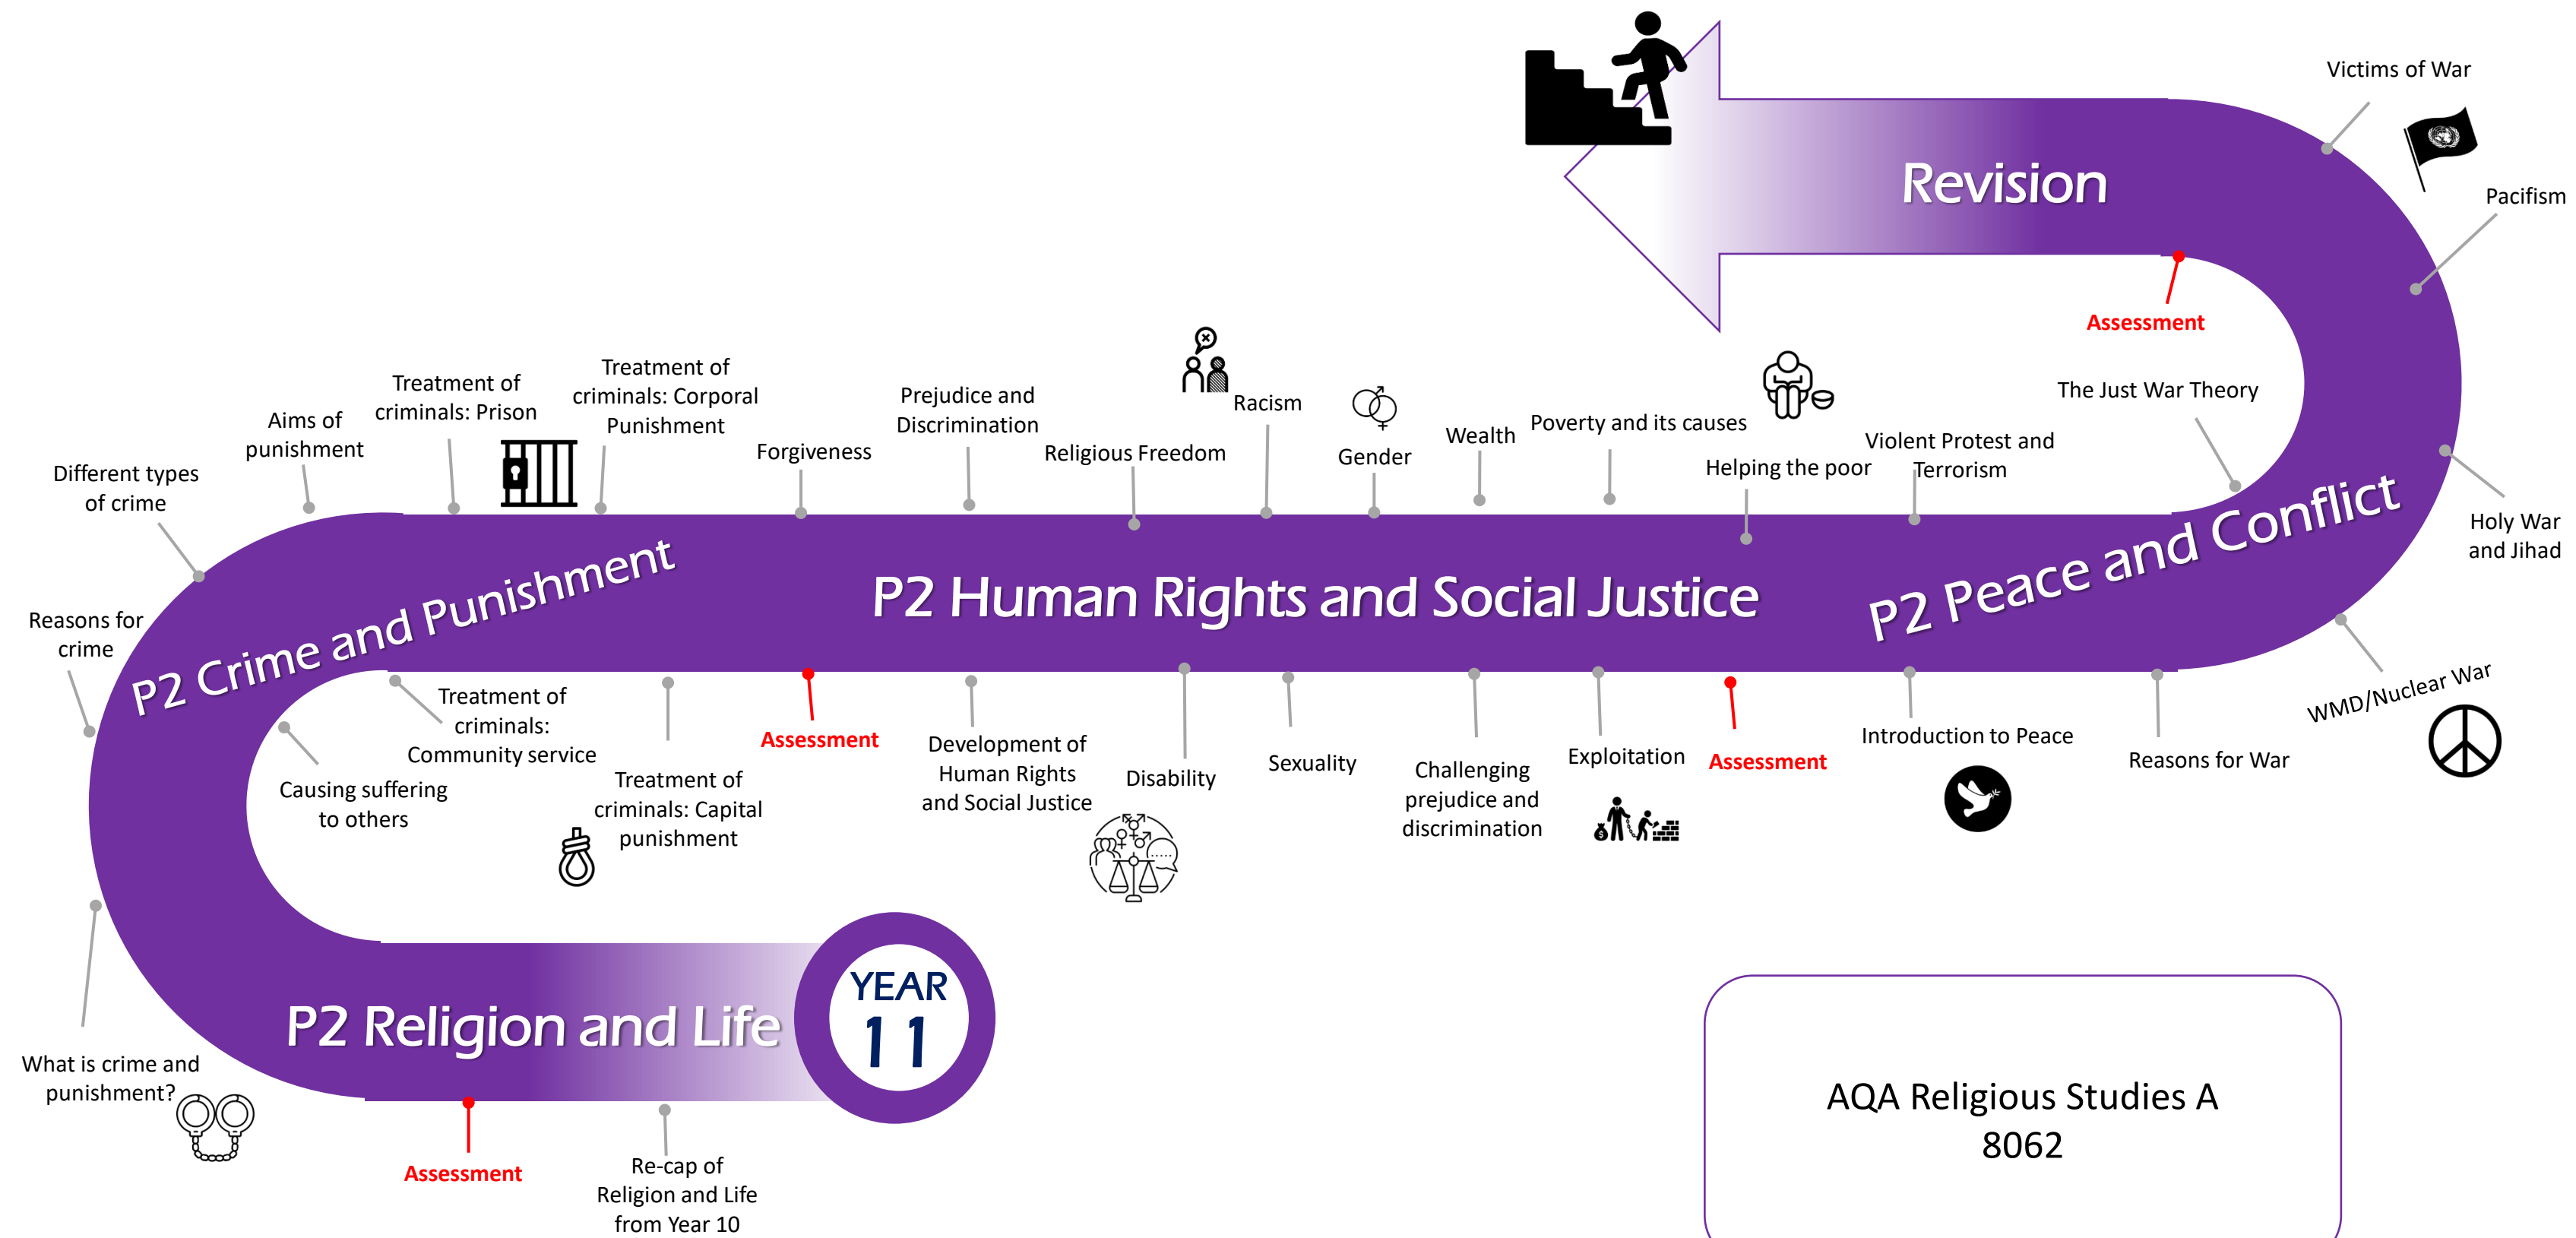 Victims of War
Pacifism
Revision
Assessment
The Just War Theory
Holy War
and Jihad
P2 Peace and Conflict
WMD/Nuclear War
Reasons for War
Introduction to Peace
Violent Protest and
Terrorism
Helping the poor
Poverty and its causes
Wealth
Gender
Racism
Religious Freedom
Prejudice and
Discrimination
Forgiveness
Treatment of
criminals: Corporal
Punishment
Treatment of
criminals: Prison
Aims of
punishment
Different types
of crime
Reasons for
crime
P2 Crime and Punishment
P2 Human Rights and Social Justice
Treatment of
criminals:
Community service
Causing suffering
to others
Treatment of
criminals: Capital
punishment
Assessment
Development of
Human Rights
and Social Justice
Disability
Sexuality
Challenging
prejudice and
discrimination
Exploitation
Assessment
What is crime and
punishment?
P2 Religion and Life
YEAR
11
Assessment
Re-cap of
Religion and Life
from Year 10
AQA Religious Studies A
8062